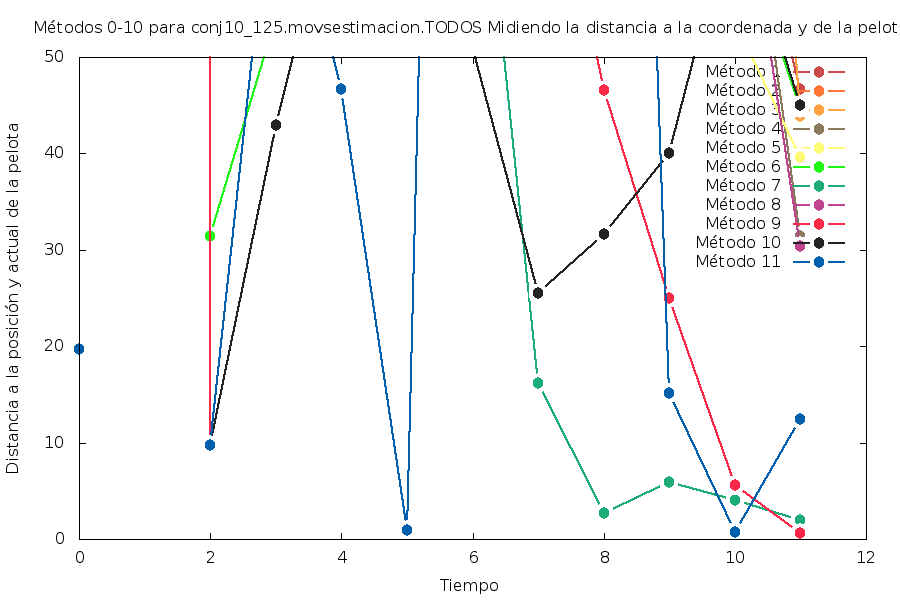 Métodos 0-10 para conj10_125.movsestimacion.TODOS Midiendo la distancia a la coordenada y de la pelot
Distancia a la posición y actual de la pelota
50
40
30
20
10
0
0 2 4 6 8 10 12
Tiempo
Método 1
Método 2
Método 3
Método 4
Método 5
Método 6
Método 7
Método 8
Método 9
Método 10
Método 11